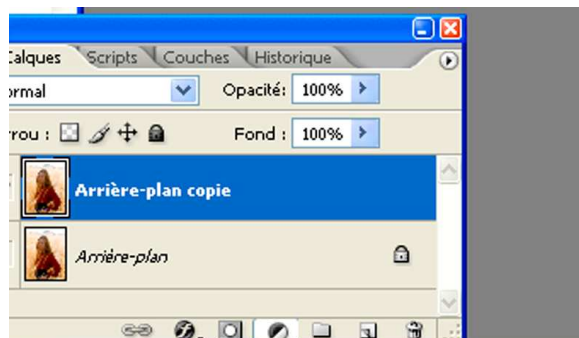 Calques Scripts Couches Historique
ormal Opacité: 100%
rrou : Fond : 100%
Arrière-plan copie
Arrière-plan